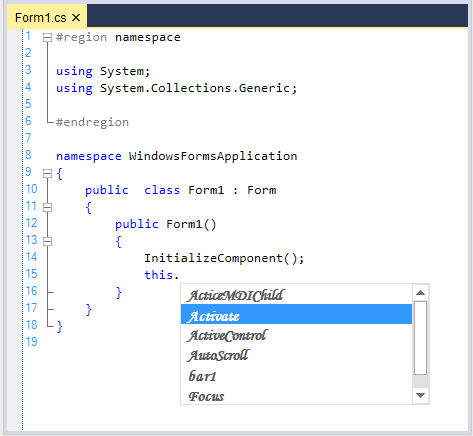 Form1.cs ×
1 #region namespace
2
3 using System;
4 using System.Collections.Generic;
5
6 #endregion
7
8 namespace WindowsFormsApplication
9 {
10 public  class Form1 : Form
11 {
12 public Form1()
13 {
14 InitializeComponent();
15 this.
16 }
17 }
18 }
19
ActiceMDIChild
Activate
ActiveControl
AutoScroll
bar1
Focus